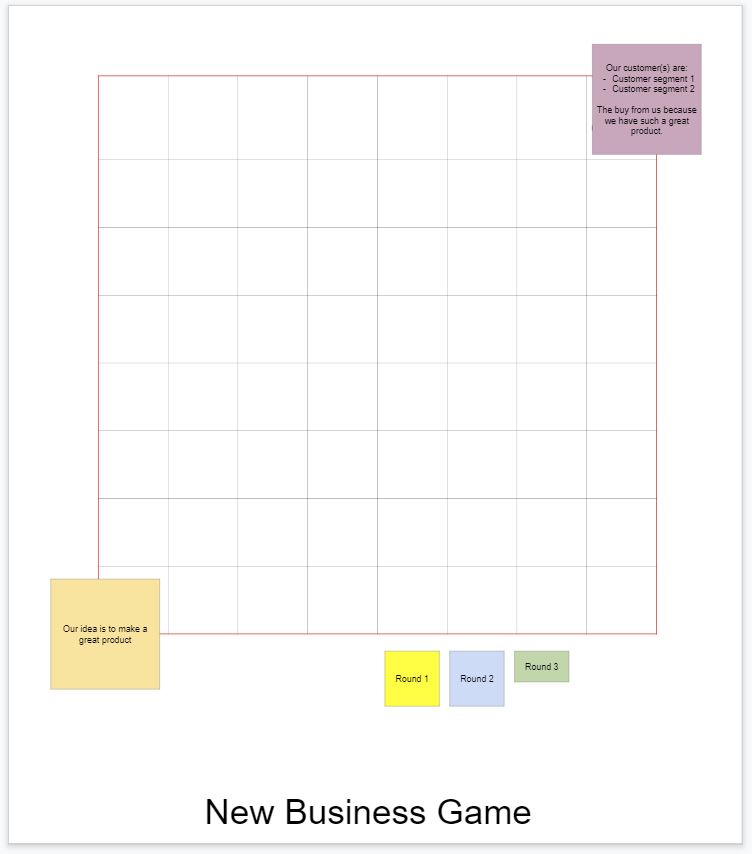 Our customer(s) are:
- Customer segment 1
- Customer segment 2
The buy from us because
we have such a great
product.
Our idea is to make a
great product
Round 1
Round 2
Round 3
New Business Game